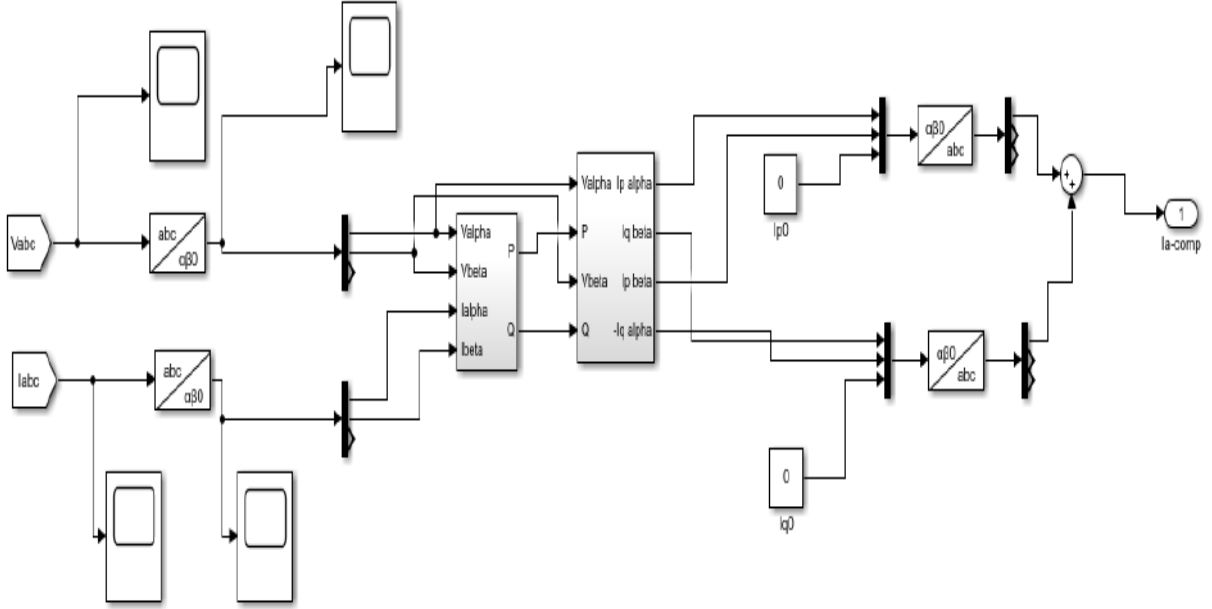 Vabc
abc
αβ0
Iabc
abc
αβ0
Valpha
Vbeta
Ialpha
Ibeta
P
Q
Valpha
P
Vbeta
Q
Ip alpha
Iq beta
Ip beta
-Iq alpha
0
Ip0
αβ0
abc
0
Iq0
αβ0
abc
+
+
1
Ia-comp